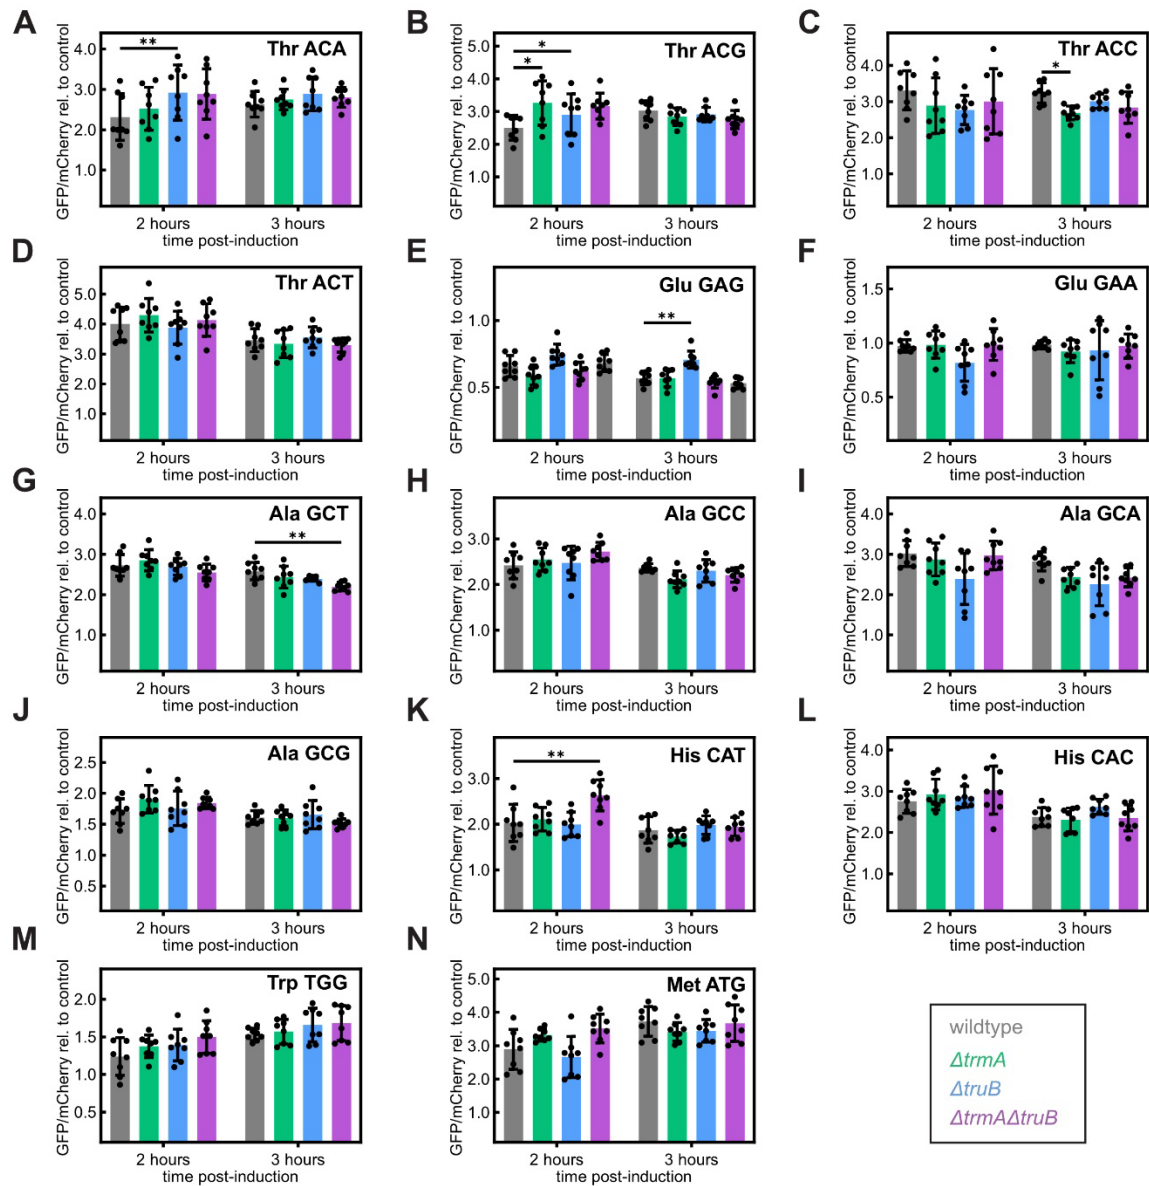 A
GFP/mCherry rel. to control
4.0
3.0
2.0
1.0
**
Thr ACA
2 hours
3 hours
time post-induction
B
GFP/mCherry rel. to control
5.0
4.0
3.0
2.0
1.0
*
*
Thr ACG
2 hours
3 hours
time post-induction
C
GFP/mCherry rel. to control
4.0
3.0
2.0
1.0
*
Thr ACC
2 hours
3 hours
time post-induction
D
GFP/mCherry rel. to control
5.0
4.0
3.0
2.0
1.0
Thr ACT
2 hours
3 hours
time post-induction
E
GFP/mCherry rel. to control
1.0
0.5
**
Glu GAG
2 hours
3 hours
time post-induction
F
GFP/mCherry rel. to control
1.5
1.0
0.5
Glu GAA
2 hours
3 hours
time post-induction
G
GFP/mCherry rel. to control
4.0
3.0
2.0
1.0
Ala GCT
**
2 hours
3 hours
time post-induction
H
GFP/mCherry rel. to control
3.0
2.0
1.0
Ala GCC
2 hours
3 hours
time post-induction
I
GFP/mCherry rel. to control
4.0
3.0
2.0
1.0
Ala GCA
2 hours
3 hours
time post-induction
J
GFP/mCherry rel. to control
2.5
2.0
1.5
1.0
0.5
Ala GCG
2 hours
3 hours
time post-induction
K
GFP/mCherry rel. to control
3.0
2.0
1.0
**
His CAT
2 hours
3 hours
time post-induction
L
GFP/mCherry rel. to control
4.0
3.0
2.0
1.0
His CAC
2 hours
3 hours
time post-induction
M
GFP/mCherry rel. to control
2.0
1.5
1.0
0.5
Trp TGG
2 hours
3 hours
time post-induction
N
GFP/mCherry rel. to control
5.0
4.0
3.0
2.0
1.0
Met ATG
2 hours
3 hours
time post-induction
wildtype
ΔtrmA
ΔtruB
ΔtrmAΔtruB